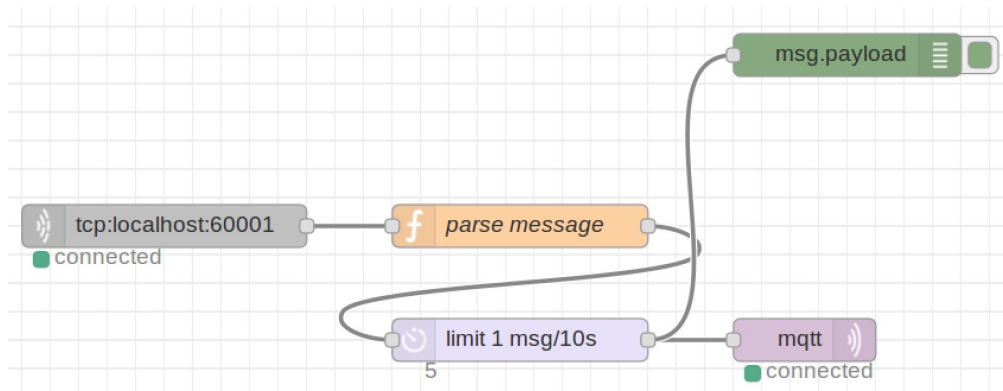 msg.payload
tcp:localhost:60001
connected
parse message
limit 1 msg/10s
5
mqtt
connected